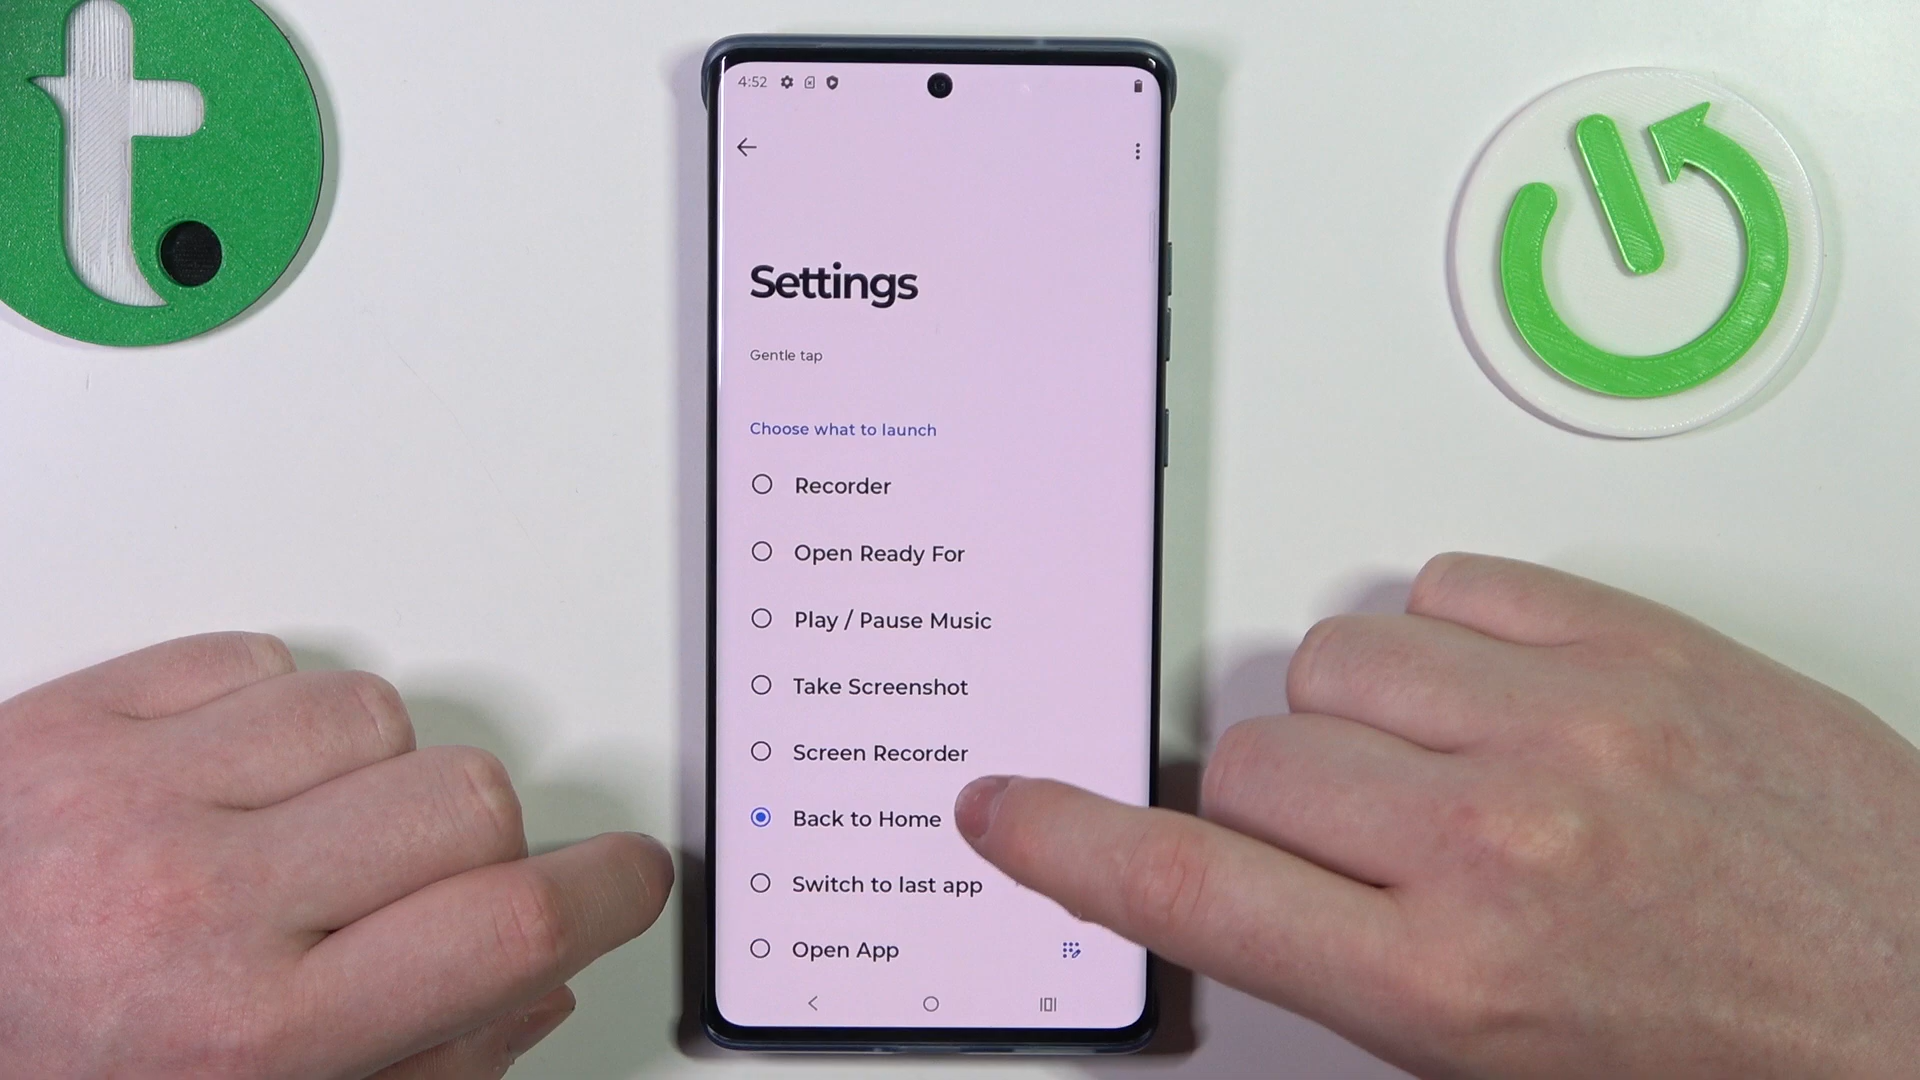 t.
4:52
Settings
Gentle tap
Choose what to launch
Recorder
Open Ready For
Play / Pause Music
Take Screenshot
Screen Recorder
Back to Home
Switch to last app
Open App